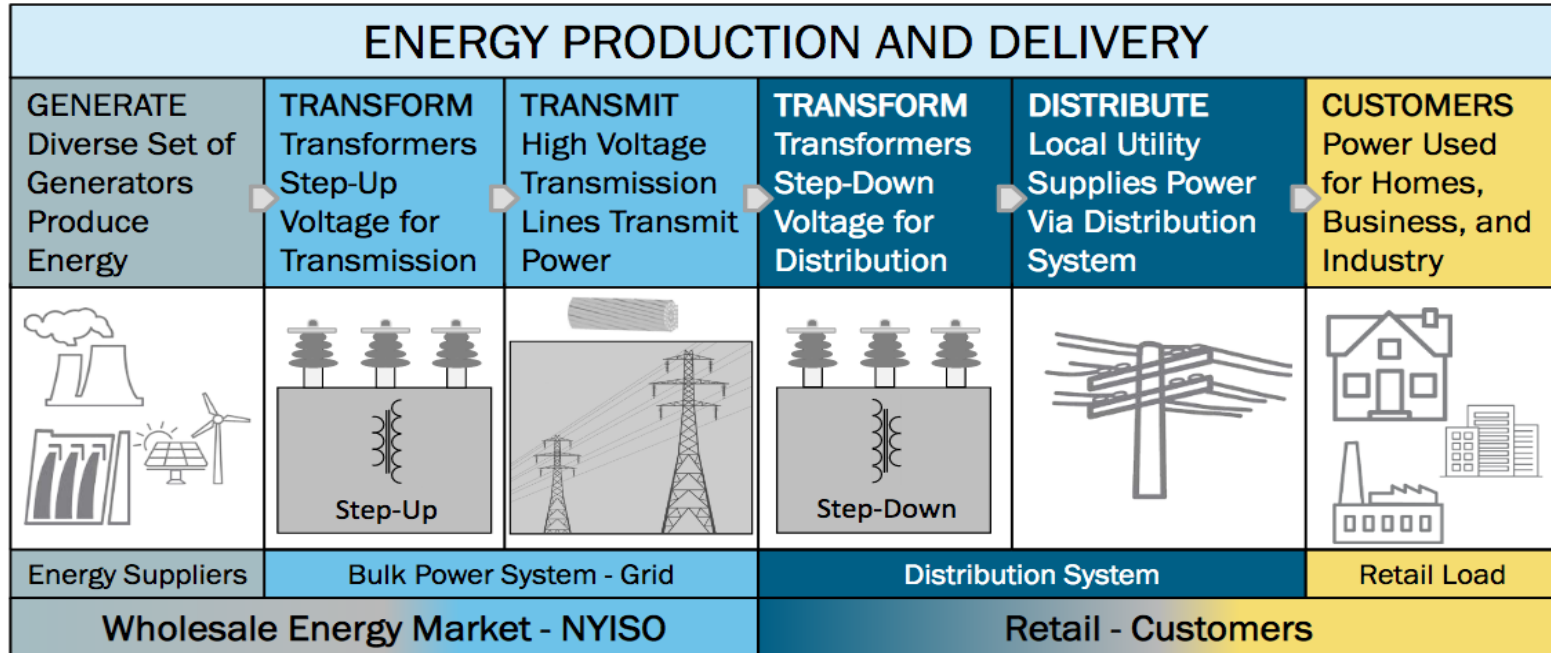 ENERGY PRODUCTION AND DELIVERY
GENERATE
Diverse Set of
Generators
Produce
Energy
TRANSFORM
Transformers
Step-Up
Voltage for
Transmission
TRANSMIT
High Voltage
Transmission
Lines Transmit
Power
TRANSFORM
Transformers
Step-Down
Voltage for
Distribution
DISTRIBUTE
Local Utility
Supplies Power
Via Distribution
System
CUSTOMERS
Power Used
for Homes,
Business, and
Industry
Step-Up
Step-Down
Energy Suppliers
Bulk Power System - Grid
Distribution System
Retail Load
Wholesale Energy Market - NYISO
Retail - Customers